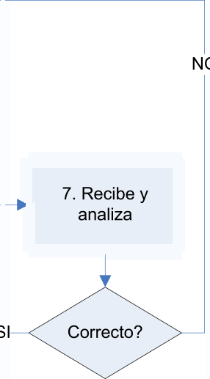 NO
7. Recibe y
analiza
SI
Correcto?